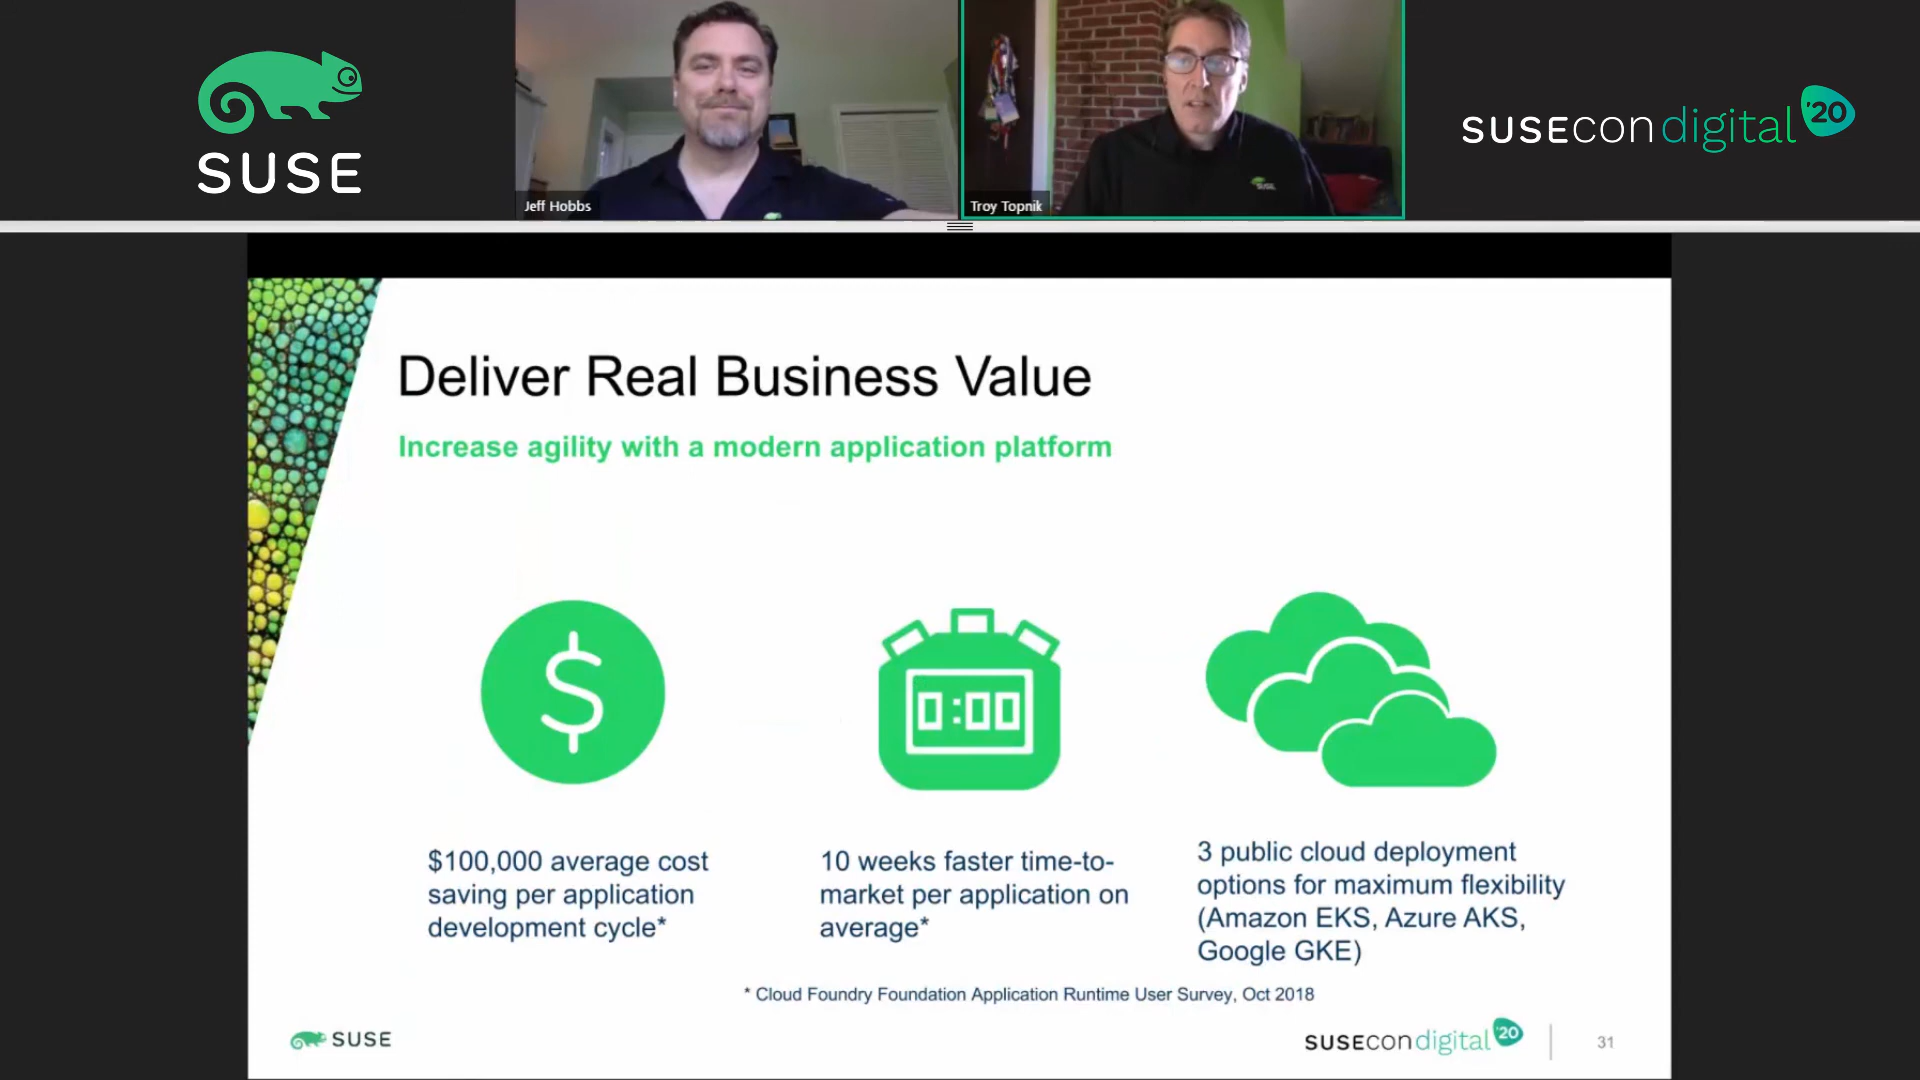 SUSE
Jeff Hobbs
Troy Topnik
SUSE
SUSEcon digital '20
Deliver Real Business Value
Increase agility with a modern application platform
$
0:00
$100,000 average cost
saving per application
development cycle*
10 weeks faster time-to-
market per application on
average*
3 public cloud deployment
options for maximum flexibility
(Amazon EKS, Azure AKS,
Google GKE)
* Cloud Foundry Foundation Application Runtime User Survey, Oct 2018
SUSE
SUSEcon digital '20
31